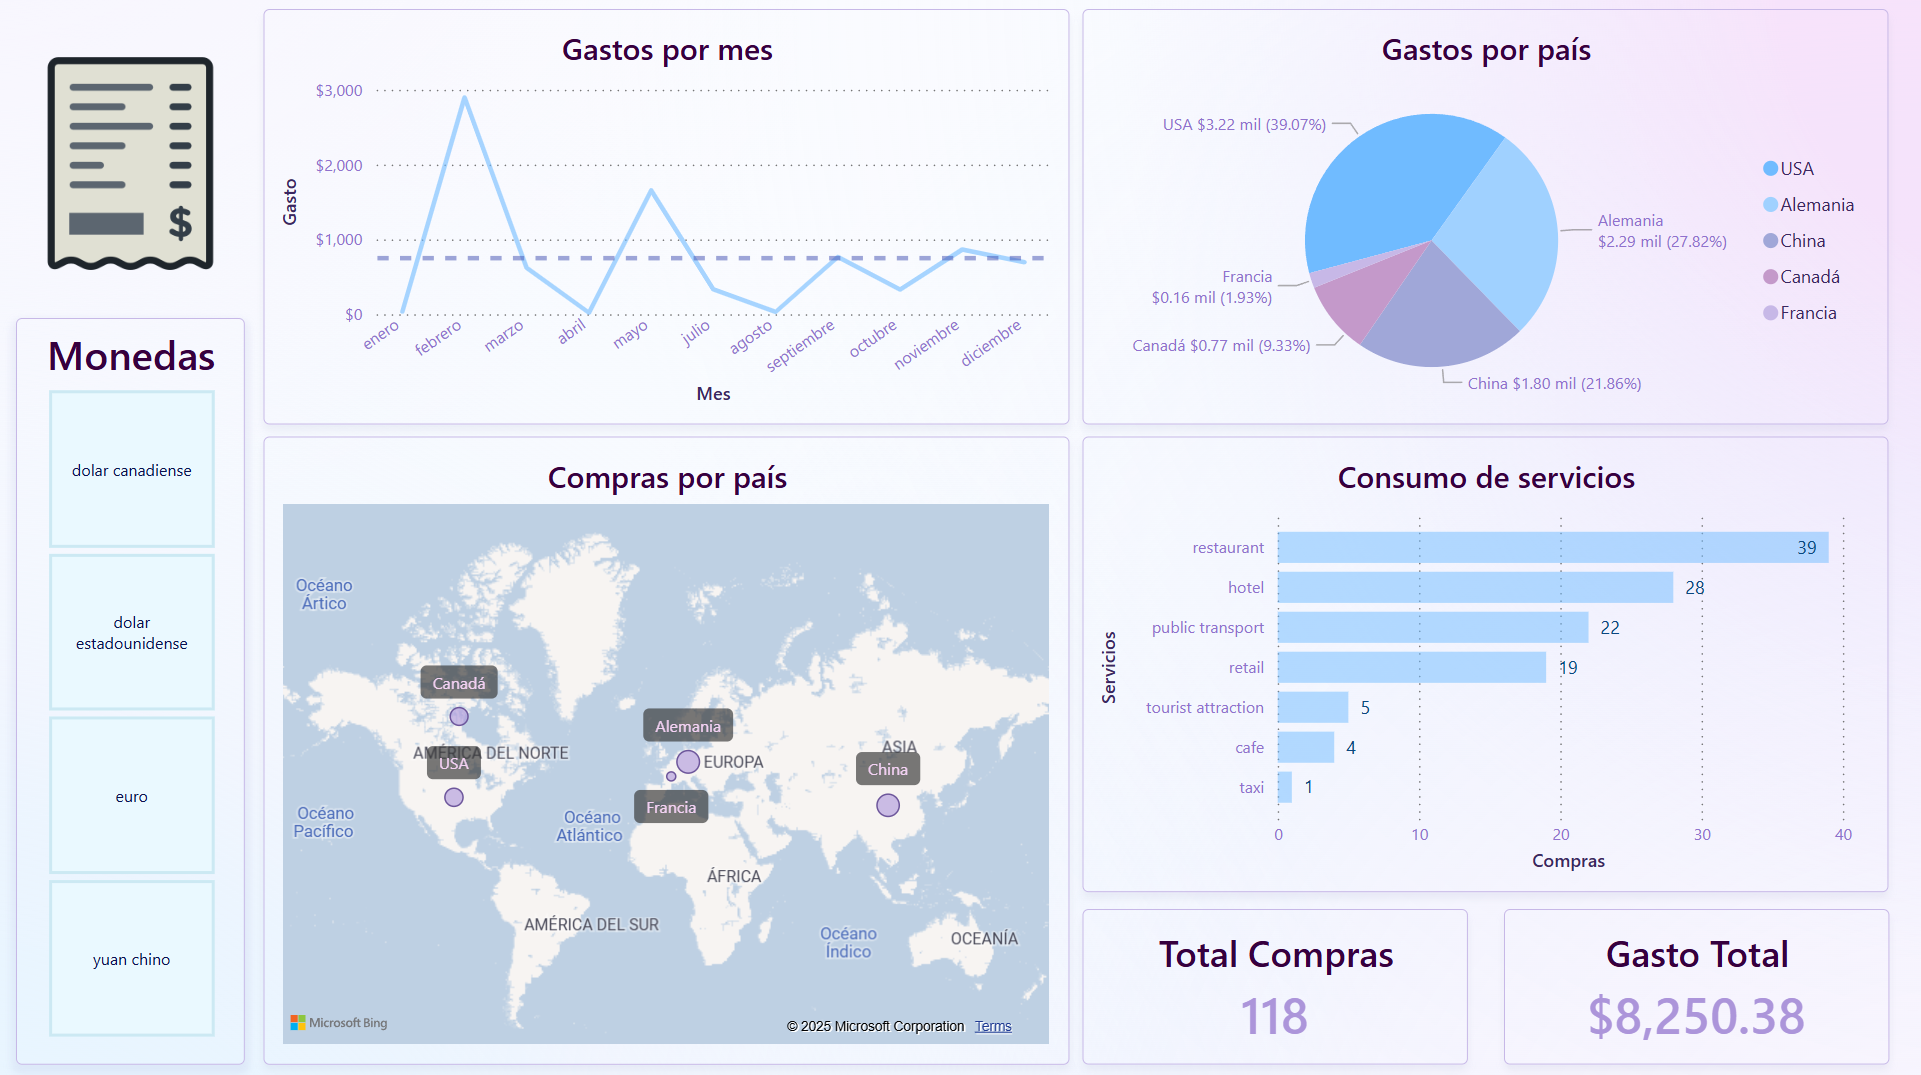 $
Monedas
dolar canadiense
dolar
estadounidense
euro
yuan chino
Gastos por mes
Gasto
$3,000
$2,000
$1,000
$0
enero
febrero
marzo
abril
mayo
julio
agosto
septiembre
octubre
noviembre
diciembre
Mes
Gastos por país
USA $3.22 mil (39.07%)
Alemania
$2.29 mil (27.82%)
Francia
$0.16 mil (1.93%)
Canadá $0.77 mil (9.33%)
China $1.80 mil (21.86%)
USA
Alemania
China
Canadá
Francia
Compras por país
Océano
Ártico
Canadá
AMÉRICA DEL NORTE
USA
Alemania
EUROPA
ASIA
China
Francia
Océano
Pacífico
Océano
Atlántico
ÁFRICA
AMÉRICA DEL SUR
Océano
Índico
OCEANÍA
Microsoft Bing
© 2025 Microsoft Corporation Terms
Consumo de servicios
Servicios
restaurant 39
hotel 28
public transport 22
retail 19
tourist attraction 5
cafe 4
taxi 1
0 10 20 30 40
Compras
Total Compras
118
Gasto Total
$8,250.38